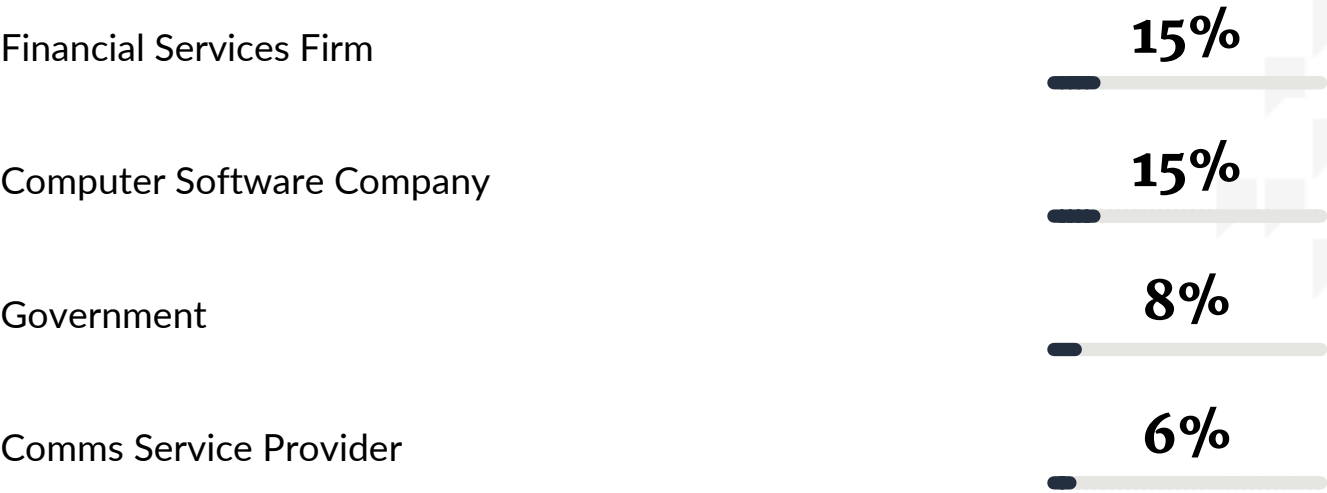 Financial Services Firm 15%
Computer Software Company 15%
Government 8%
Comms Service Provider 6%